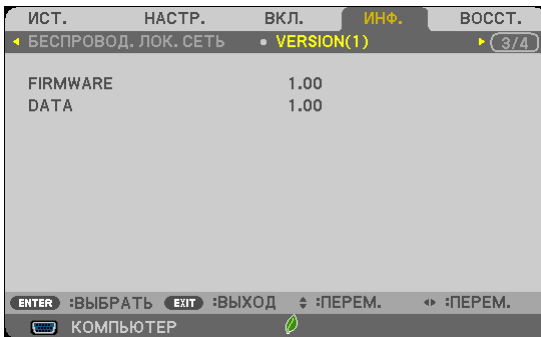 ИСТ. НАСТР. ВКЛ. ИНФ. ВОССТ.
БЕСПРОВОД. ЛОК. СЕТЬ • VERSION(1) 3/4
FIRMWARE 1.00
DATA 1.00
ENTER :ВЫБРАТЬ EXIT :ВЫХОД :ПЕРЕМ. :ПЕРЕМ.
КОМПЬЮТЕР